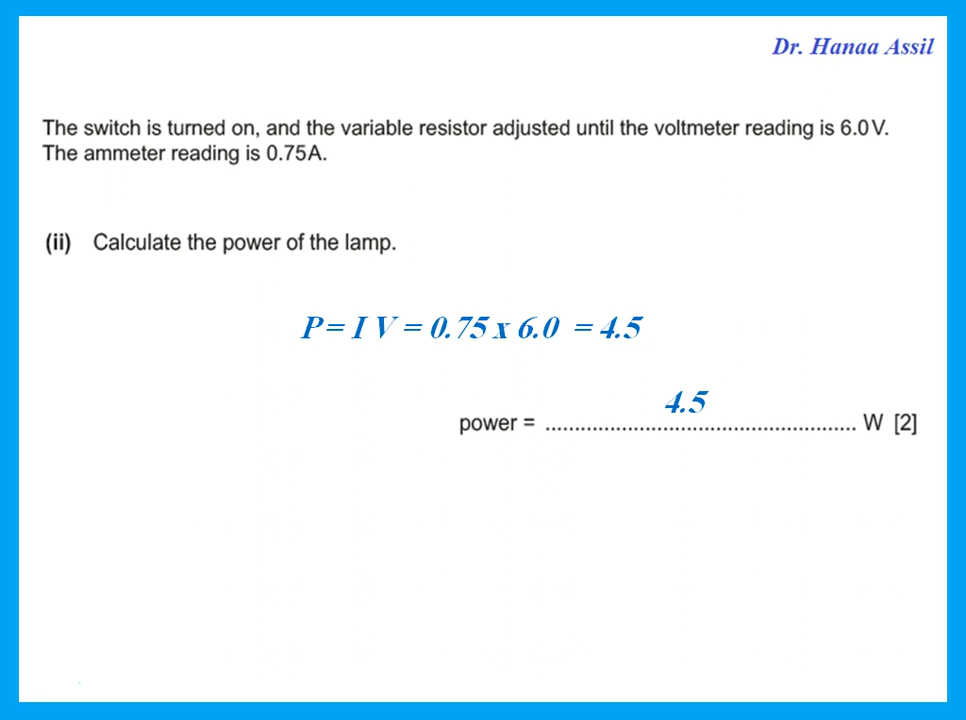 Dr. Hanaa Assil
The switch is turned on, and the variable resistor adjusted until the voltmeter reading is 6.0 V.
The ammeter reading is 0.75 A.
(ii) Calculate the power of the lamp.
P = I V = 0.75 x 6.0 = 4.5
4.5
power = .................................................... W [2]